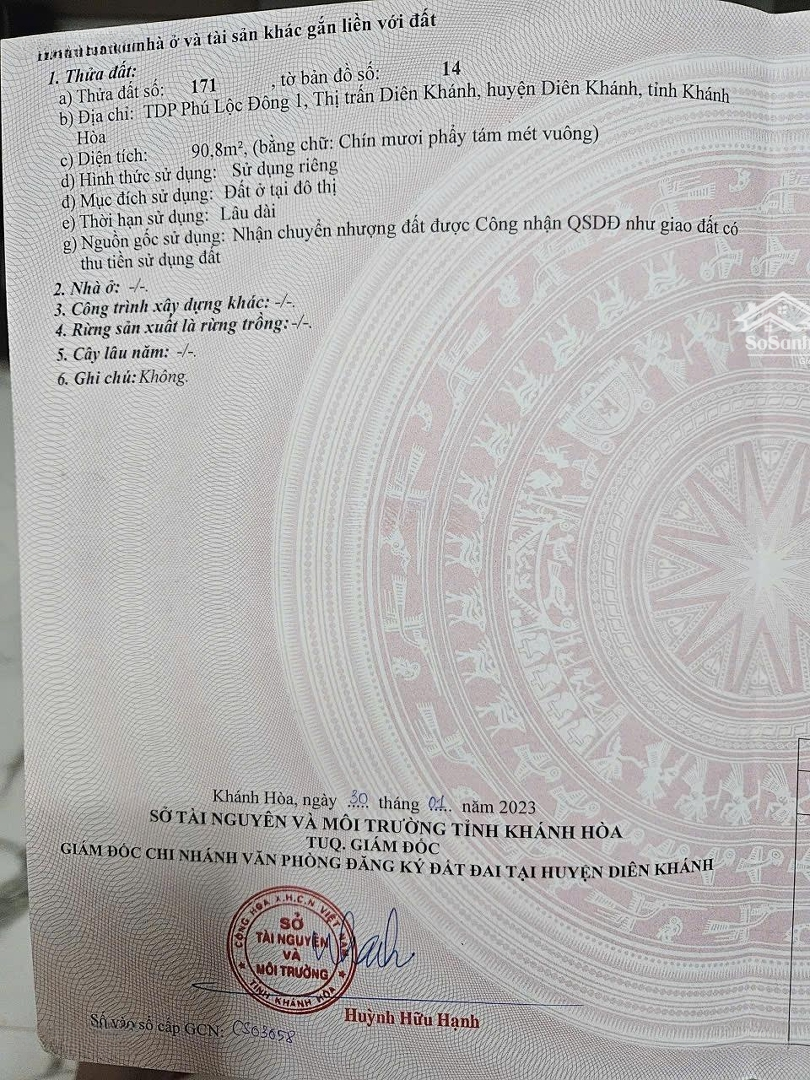 nhà ở và tài sản khác gắn liền với đất
1. Thửa đất:
a) Thửa đất số: 171 , tờ bản đồ số: 14
b) Địa chỉ: TDP Phú Lộc Đông 1, Thị trấn Diên Khánh, huyện Diên Khánh, tỉnh Khánh
Hòa
c) Diện tích: 90,8m², (bằng chữ: Chín mươi phẩy tám mét vuông)
d) Hình thức sử dụng: Sử dụng riêng
đ) Mục đích sử dụng: Đất ở tại đô thị
e) Thời hạn sử dụng: Lâu dài
g) Nguồn gốc sử dụng: Nhận chuyển nhượng đất được Công nhận QSDĐ như giao đất có
thu tiền sử dụng đất
2. Nhà ở: -/-.
3. Công trình xây dựng khác: -/-.
4. Rừng sản xuất là rừng trồng: -/-.
5. Cây lâu năm: -/-.
6. Ghi chú: Không.
SoSanh
Khánh Hòa, ngày 30 tháng 01 năm 2023
SỞ TÀI NGUYÊN VÀ MÔI TRƯỜNG TỈNH KHÁNH HÒA
TUQ. GIÁM ĐỐC
GIÁM ĐỐC CHI NHÁNH VĂN PHÒNG ĐĂNG KÝ ĐẤT ĐAI TẠI HUYỆN DIÊN KHÁNH
CỘNG HÒA X.H.C.N VIỆT NAM
SỞ
TÀI NGUYÊN
VÀ
MÔI TRƯỜNG
TỈNH KHÁNH HÒA
Huỳnh Hữu Hạnh
Số vào sổ cấp GCN: CS03658